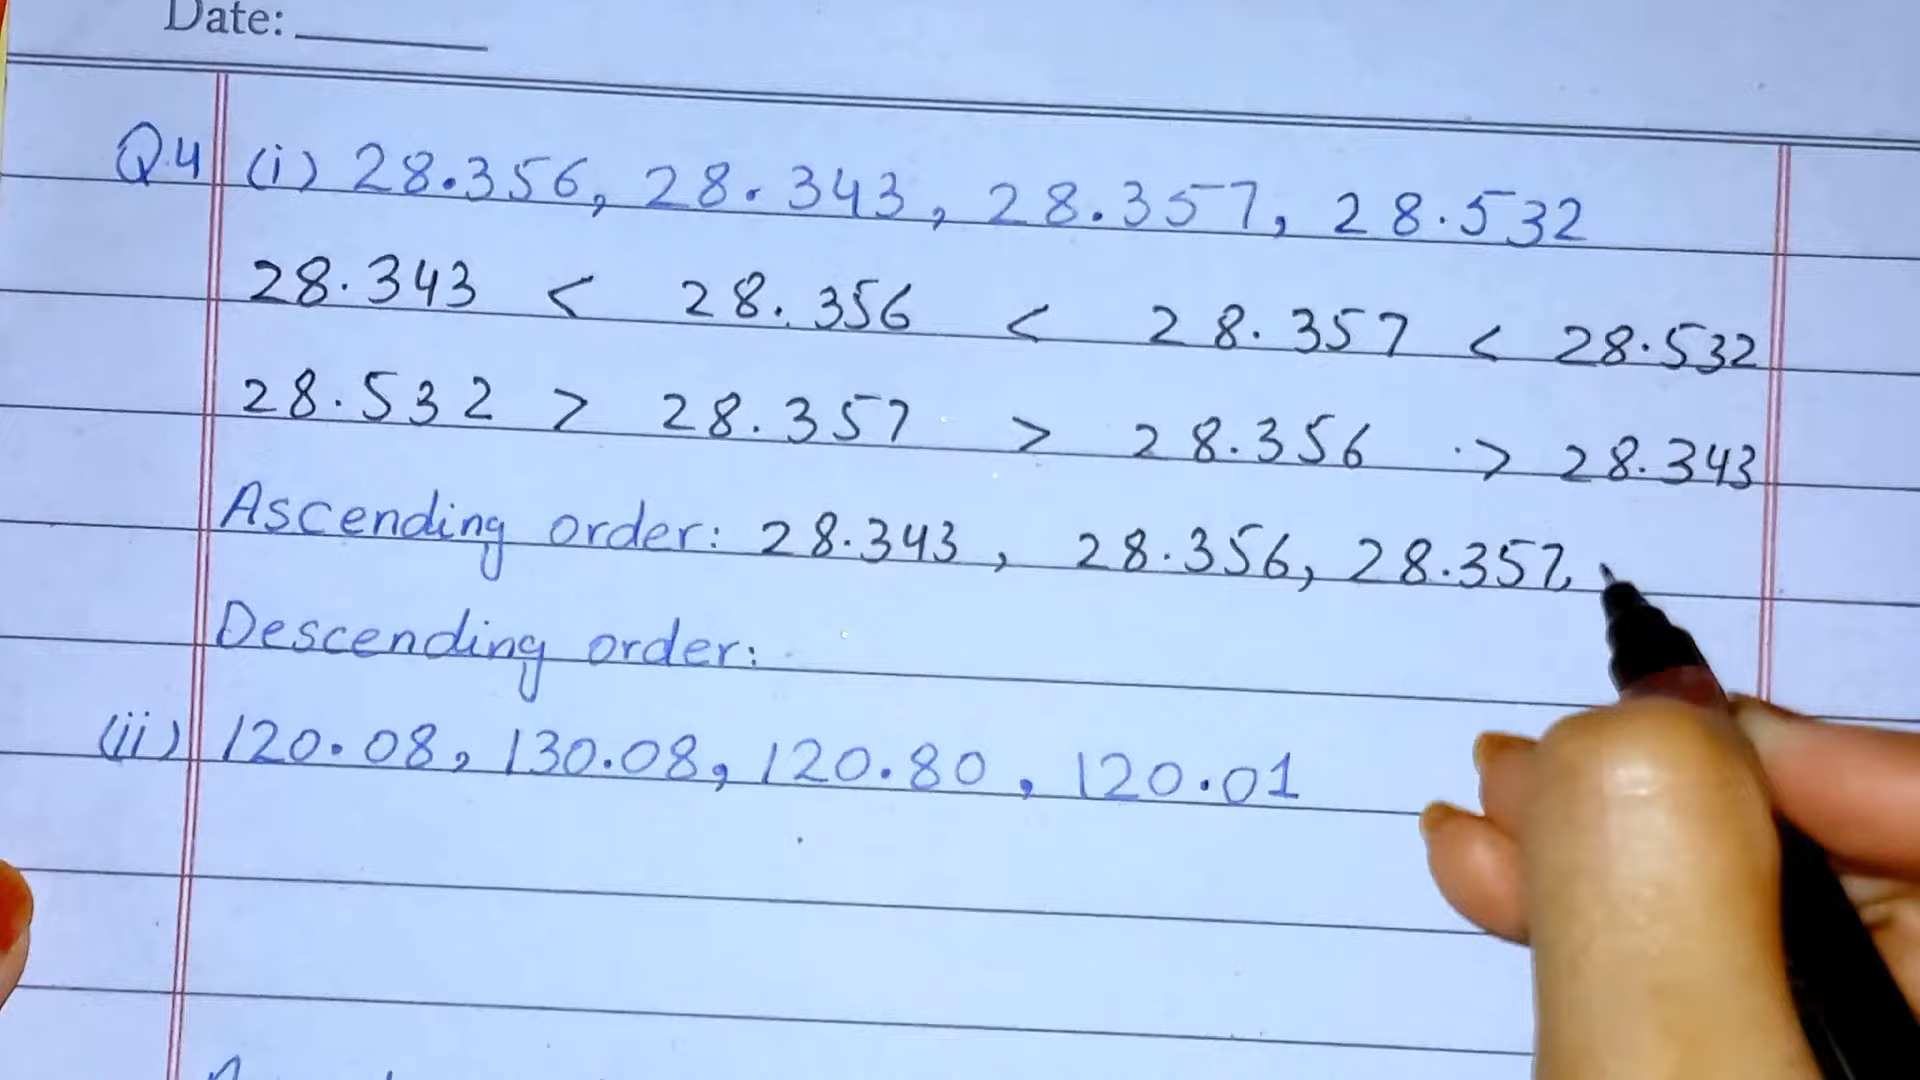 Date:
Q.4 (i) 28.356, 28.343, 28.357, 28.532
28.343 < 28.356 < 28.357 < 28.532
28.532 > 28.357 > 28.356 > 28.343
Ascending order: 28.343, 28.356, 28.357,
Descending order:
(ii) 120.08, 130.08, 120.80, 120.01